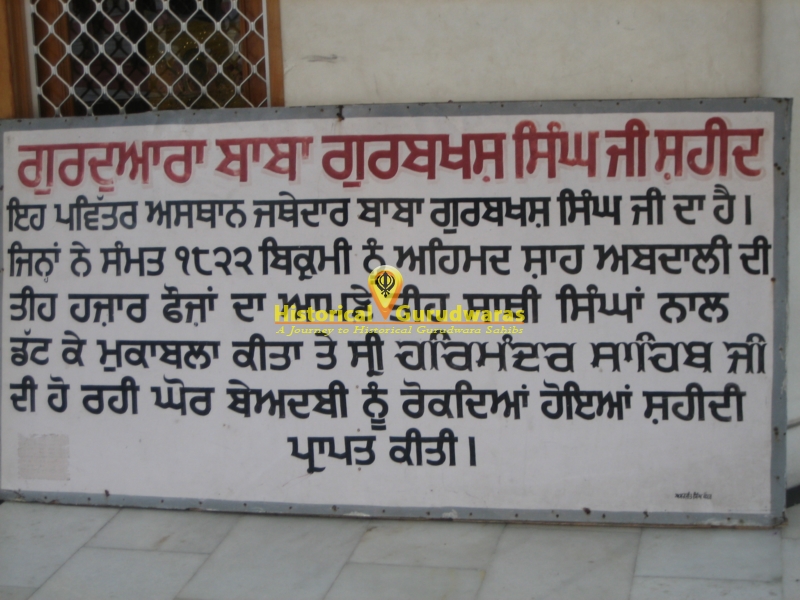 ਗੁਰਦੁਆਰਾ ਬਾਬਾ ਗੁਰਬਖਸ਼ ਸਿੰਘ ਜੀ ਸ਼ਹੀਦ
ਇਹ ਪਵਿੱਤਰ ਅਸਥਾਨ ਜਥੇਦਾਰ ਬਾਬਾ ਗੁਰਬਖਸ਼ ਸਿੰਘ ਜੀ ਦਾ ਹੈ।
ਜਿਨ੍ਹਾਂ ਨੇ ਸੰਮਤ ੧੮੨੨ ਬਿਕ੍ਰਮੀ ਨੂੰ ਅਹਿਮਦ ਸ਼ਾਹ ਅਬਦਾਲੀ ਦੀ
ਤੀਹ ਹਜ਼ਾਰ ਫੌਜਾਂ ਦਾ ਤੀਹ ਸਾਥੀ ਸਿੰਘਾਂ ਨਾਲ
Historical Gurudwaras
A Journey to Historical Gurudwara Sahibs
ਡੱਟ ਕੇ ਮੁਕਾਬਲਾ ਕੀਤਾ ਤੇ ਸ੍ਰੀ ਹਰਿਮੰਦਰ ਸਾਹਿਬ ਜੀ
ਦੀ ਹੋ ਰਹੀ ਘੋਰ ਬੇਅਦਬੀ ਨੂੰ ਰੋਕਦਿਆਂ ਹੋਇਆਂ ਸ਼ਹੀਦੀ
ਪ੍ਰਾਪਤ ਕੀਤੀ।